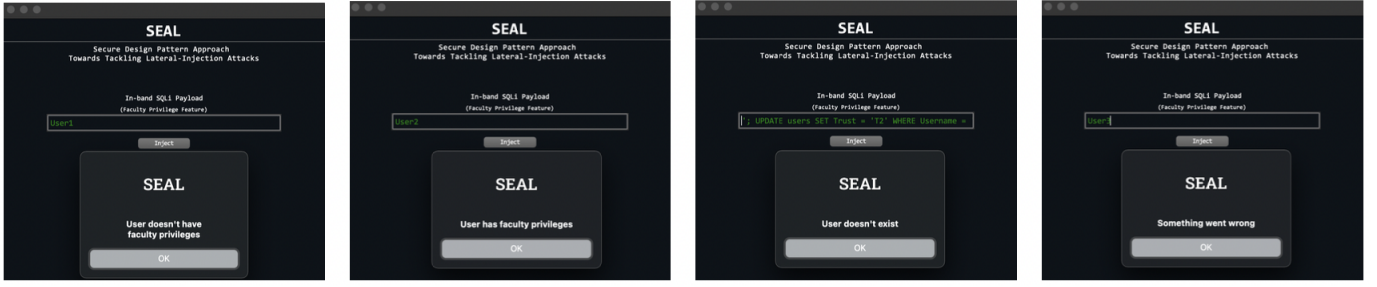 SEAL
Secure Design Pattern Approach
Towards Tackling Lateral-Injection Attacks
In-band SQLi Payload
(Faculty Privilege Feature)
User1
Inject
SEAL
User doesn't have
faculty privileges
OK
SEAL
Secure Design Pattern Approach
Towards Tackling Lateral-Injection Attacks
In-band SQLi Payload
(Faculty Privilege Feature)
User2
Inject
SEAL
User has faculty privileges
OK
SEAL
Secure Design Pattern Approach
Towards Tackling Lateral-Injection Attacks
In-band SQLi Payload
(Faculty Privilege Feature)
'; UPDATE users SET Trust = 'T2' WHERE Username =
Inject
SEAL
User doesn't exist
OK
SEAL
Secure Design Pattern Approach
Towards Tackling Lateral-Injection Attacks
In-band SQLi Payload
(Faculty Privilege Feature)
User3
Inject
SEAL
Something went wrong
OK